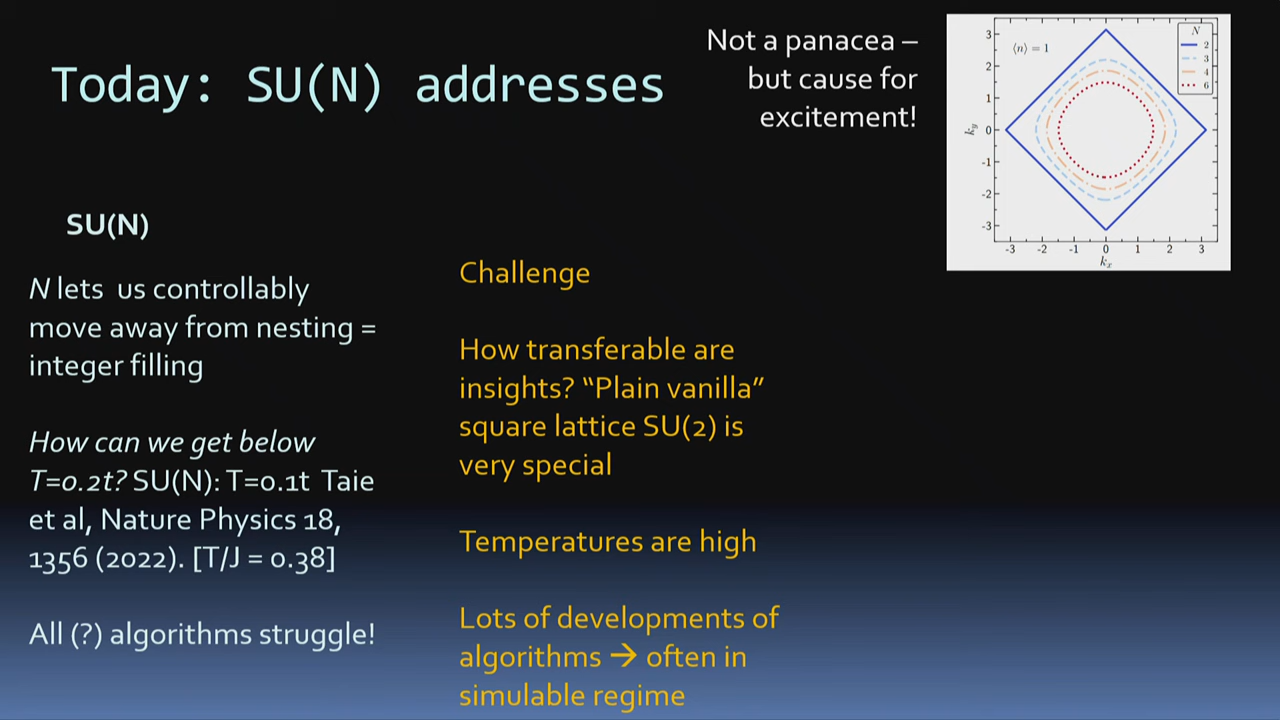 Today: SU(N) addresses
Not a panacea –
but cause for
excitement!
⟨n⟩ = 1
N
2
3
4
6
3
2
1
0
-1
-2
-3
k_y
-3 -2 -1 0 1 2 3
k_x
SU(N)
N lets us controllably
move away from nesting =
integer filling
How can we get below
T=0.2t? SU(N): T=0.1t Taie
et al, Nature Physics 18,
1356 (2022). [T/J = 0.38]
All (?) algorithms struggle!
Challenge
How transferable are
insights? “Plain vanilla”
square lattice SU(2) is
very special
Temperatures are high
Lots of developments of
algorithms → often in
simulable regime